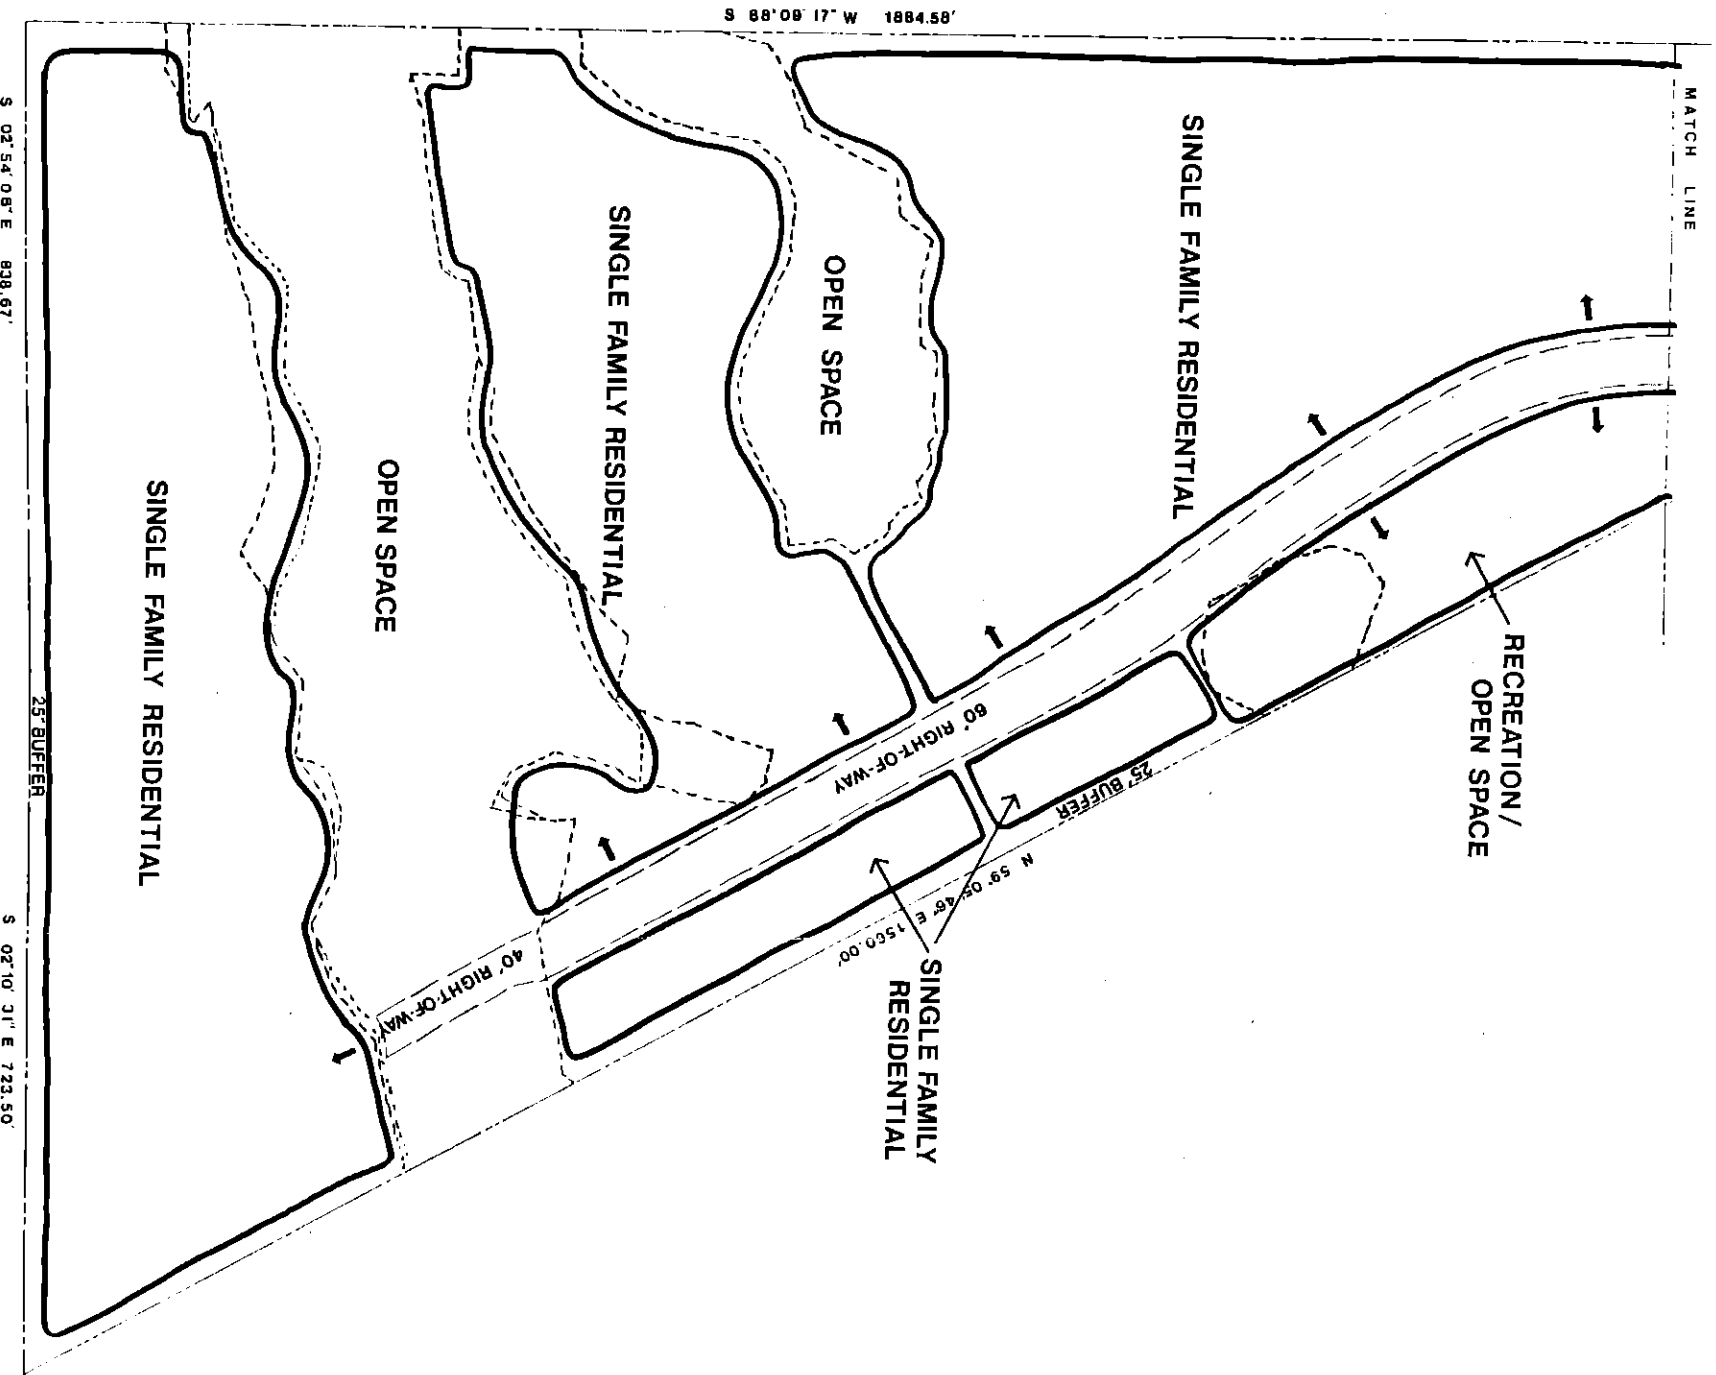 S 88°09'17" W 1884.58'
MATCH LINE
SINGLE FAMILY RESIDENTIAL
OPEN SPACE
SINGLE FAMILY RESIDENTIAL
OPEN SPACE
SINGLE FAMILY RESIDENTIAL
S 02°54'08" E 838.67'
25' BUFFER
S 02°10'31" E 723.50'
RECREATION/
OPEN SPACE
60' RIGHT-OF-WAY
25' BUFFER
N 59°05'46" E 1500.00'
SINGLE FAMILY
RESIDENTIAL
40' RIGHT-OF-WAY